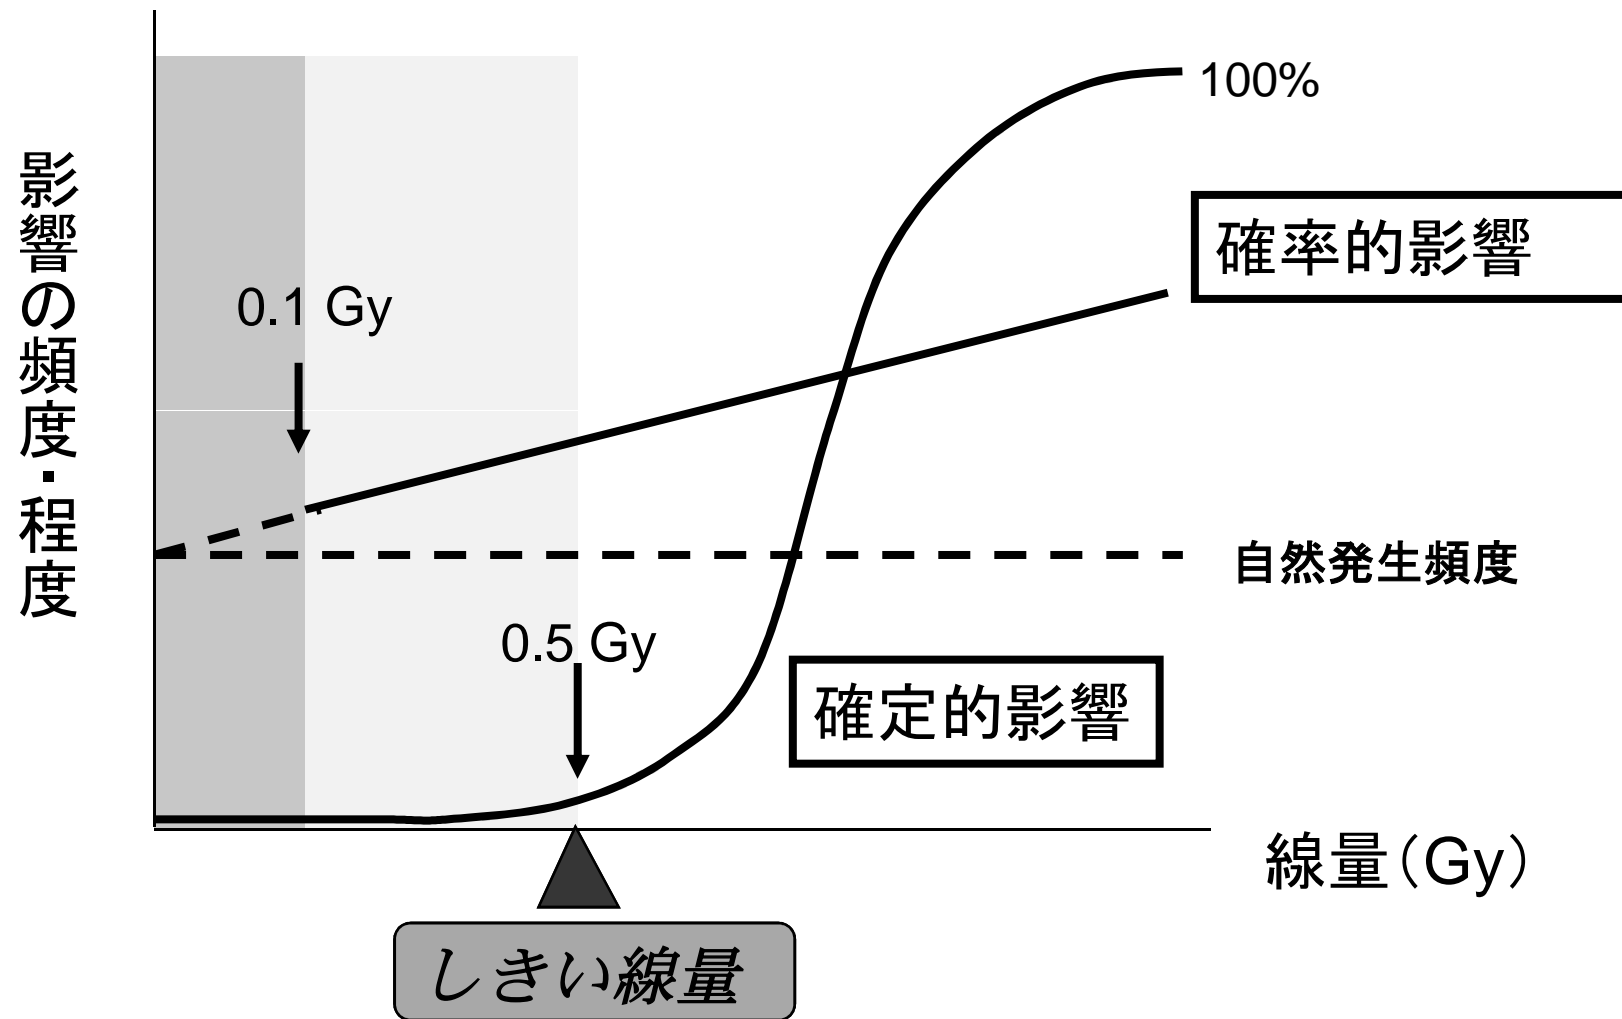 影響の頻度・程度
100%
確率的影響
0.1 Gy
自然発生頻度
0.5 Gy
確定的影響
線量（Gy）
しきい線量